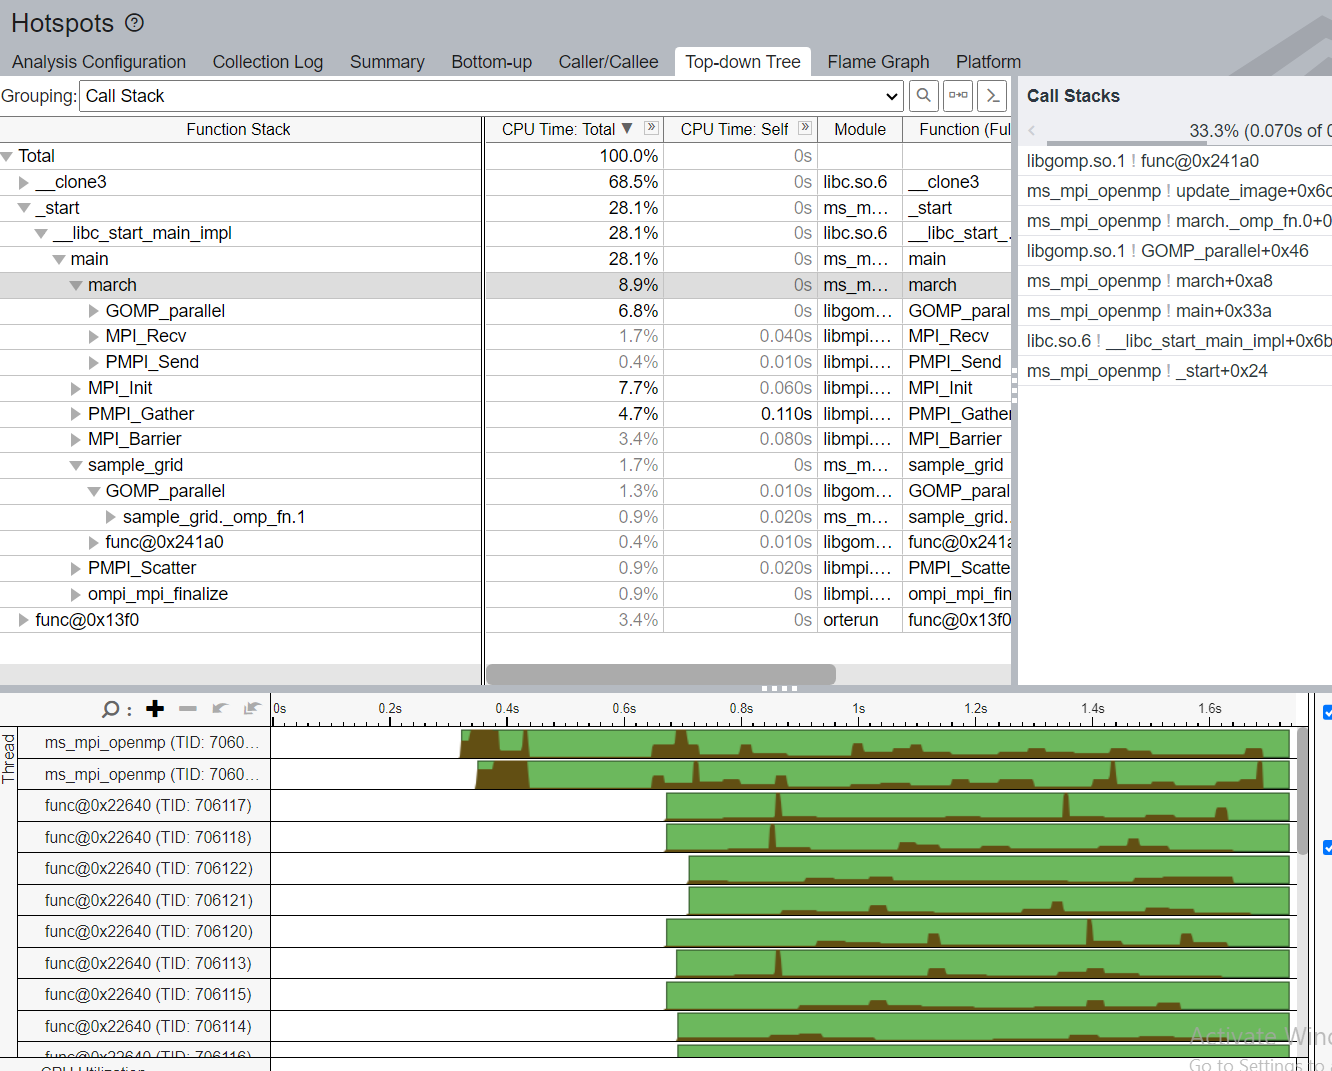 Hotspots ?
Analysis Configuration Collection Log Summary Bottom-up Caller/Callee Top-down Tree Flame Graph Platform
Grouping: Call Stack
Function Stack CPU Time: Total CPU Time: Self Module Function (Ful
Total 100.0% 0s
__clone3 68.5% 0s libc.so.6 __clone3
_start 28.1% 0s ms_m... _start
__libc_start_main_impl 28.1% 0s libc.so.6 __libc_start_.
main 28.1% 0s ms_m... main
march 8.9% 0s ms_m... march
GOMP_parallel 6.8% 0s libgom... GOMP_paral
MPI_Recv 1.7% 0.040s libmpi.... MPI_Recv
PMPI_Send 0.4% 0.010s libmpi.... PMPI_Send
MPI_Init 7.7% 0.060s libmpi.... MPI_Init
PMPI_Gather 4.7% 0.110s libmpi.... PMPI_Gather
MPI_Barrier 3.4% 0.080s libmpi.... MPI_Barrier
sample_grid 1.7% 0s ms_m... sample_grid
GOMP_parallel 1.3% 0.010s libgom... GOMP_paral
sample_grid._omp_fn.1 0.9% 0.020s ms_m... sample_grid.
func@0x241a0 0.4% 0.010s libgom... func@0x241a
PMPI_Scatter 0.9% 0.020s libmpi.... PMPI_Scatte
ompi_mpi_finalize 0.9% 0s libmpi.... ompi_mpi_fin
func@0x13f0 3.4% 0s orterun func@0x13f0
Call Stacks
33.3% (0.070s of 0
libgomp.so.1 ! func@0x241a0
ms_mpi_openmp ! update_image+0x6c
ms_mpi_openmp ! march._omp_fn.0+0
libgomp.so.1 ! GOMP_parallel+0x46
ms_mpi_openmp ! march+0xa8
ms_mpi_openmp ! main+0x33a
libc.so.6 ! __libc_start_main_impl+0x6b
ms_mpi_openmp ! _start+0x24
0s 0.2s 0.4s 0.6s 0.8s 1s 1.2s 1.4s 1.6s
Thread
ms_mpi_openmp (TID: 7060...
ms_mpi_openmp (TID: 7060...
func@0x22640 (TID: 706117)
func@0x22640 (TID: 706118)
func@0x22640 (TID: 706122)
func@0x22640 (TID: 706121)
func@0x22640 (TID: 706120)
func@0x22640 (TID: 706113)
func@0x22640 (TID: 706115)
func@0x22640 (TID: 706114)
func@0x22640 (TID: 706116)
CPU Utilization
Activate Wind
Go to Settings to